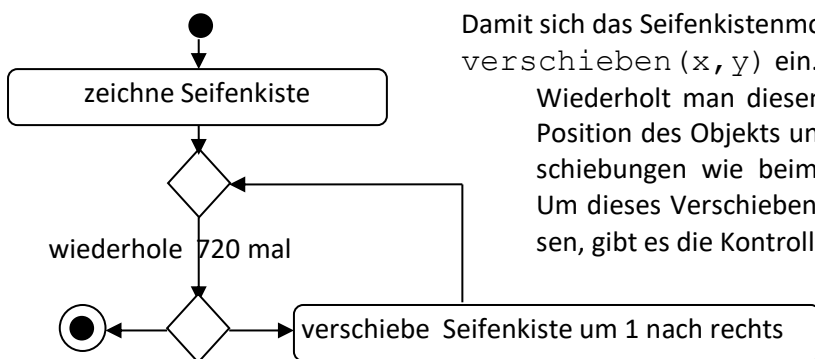 Damit sich das Seifenkistenmo
verschieben(x,y) ein.
Wiederholt man dieser
Position des Objekts un
schiebungen wie beim
Um dieses Verschieben
sen, gibt es die Kontroll
zeichne Seifenkiste
wiederhole 720 mal
verschiebe Seifenkiste um 1 nach rechts